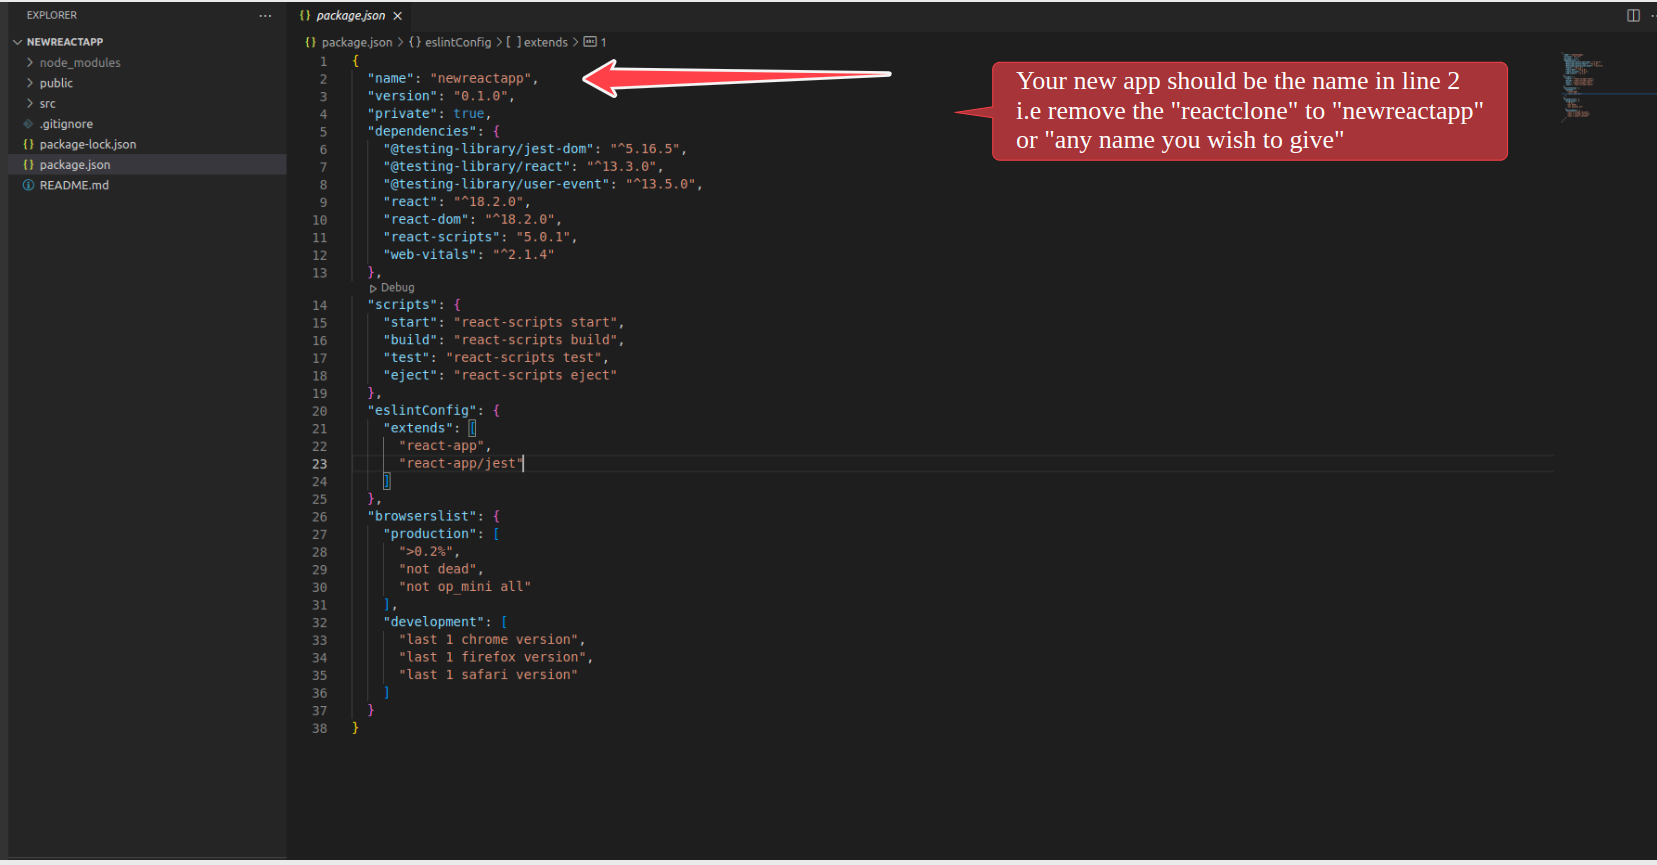 EXPLORER
NEWREACTAPP
node_modules
public
src
.gitignore
package-lock.json
package.json
README.md
package.json
package.json > {} eslintConfig > [ ] extends > abc 1
1 {
2 "name": "newreactapp",
3 "version": "0.1.0",
4 "private": true,
5 "dependencies": {
6 "@testing-library/jest-dom": "^5.16.5",
7 "@testing-library/react": "^13.3.0",
8 "@testing-library/user-event": "^13.5.0",
9 "react": "^18.2.0",
10 "react-dom": "^18.2.0",
11 "react-scripts": "5.0.1",
12 "web-vitals": "^2.1.4"
13 },
Debug
14 "scripts": {
15 "start": "react-scripts start",
16 "build": "react-scripts build",
17 "test": "react-scripts test",
18 "eject": "react-scripts eject"
19 },
20 "eslintConfig": {
21 "extends": [
22 "react-app",
23 "react-app/jest"
24 ]
25 },
26 "browserslist": {
27 "production": [
28 ">0.2%",
29 "not dead",
30 "not op_mini all"
31 ],
32 "development": [
33 "last 1 chrome version",
34 "last 1 firefox version",
35 "last 1 safari version"
36 ]
37 }
38 }
Your new app should be the name in line 2
i.e remove the "reactclone" to "newreactapp"
or "any name you wish to give"